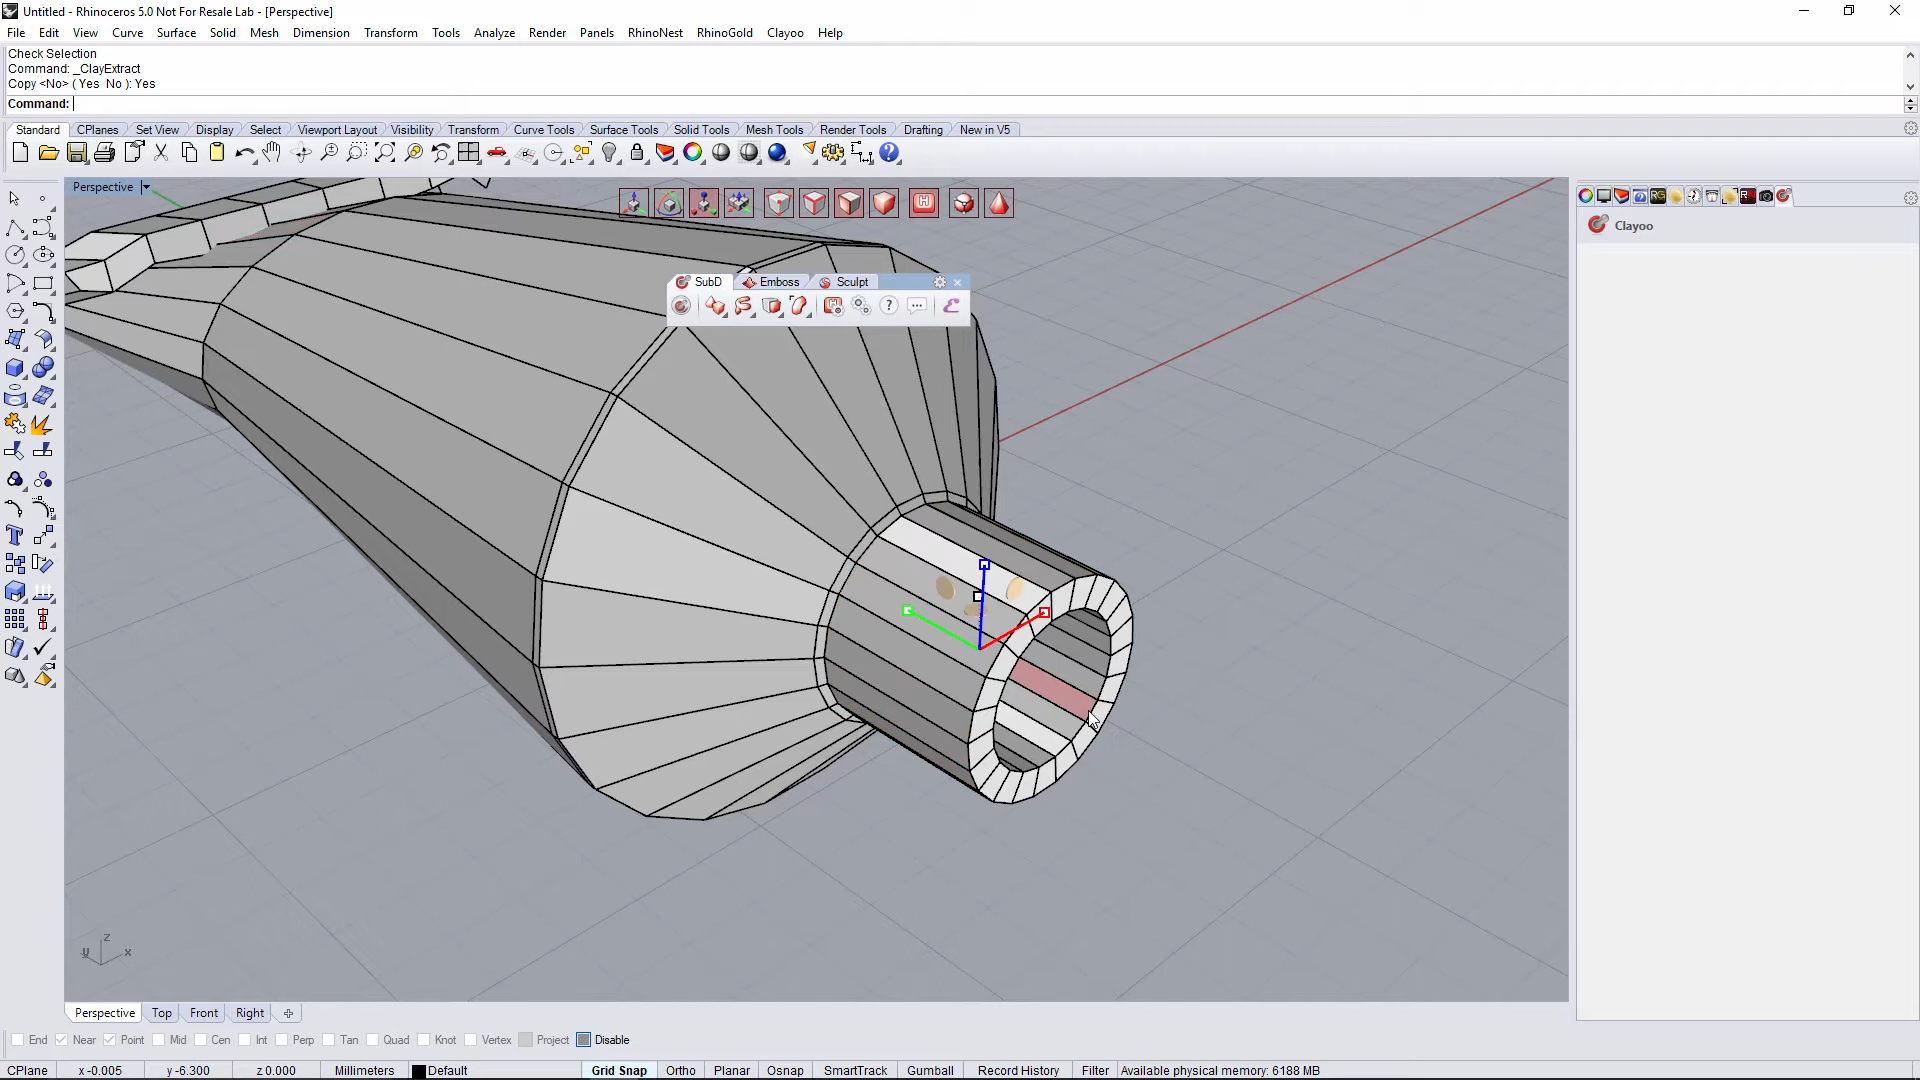 Untitled - Rhinoceros 5.0 Not For Resale Lab - [Perspective]
File Edit View Curve Surface Solid Mesh Dimension Transform Tools Analyze Render Panels RhinoNest RhinoGold Clayoo Help
Check Selection
Command: _ClayExtract
Copy <No> ( Yes No ): Yes
Command:
Standard CPlanes Set View Display Select Viewport Layout Visibility Transform Curve Tools Surface Tools Solid Tools Mesh Tools Render Tools Drafting New in V5
Perspective
Clayoo
SubD Emboss Sculpt
z
x
Perspective Top Front Right
End Near Point Mid Cen Int Perp Tan Quad Knot Vertex Project Disable
CPlane x -0.005 y -6.300 z 0.000 Millimeters Default Grid Snap Ortho Planar Osnap SmartTrack Gumball Record History Filter Available physical memory: 6188 MB